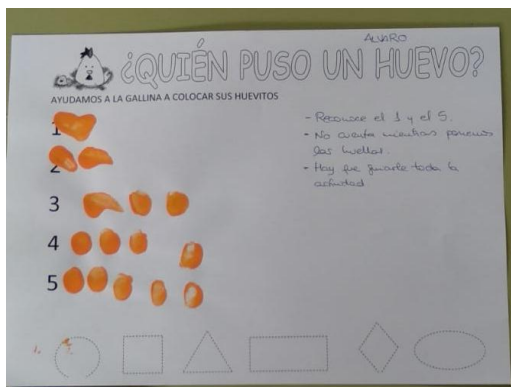 ALVARO
¿QUIÉN PUSO UN HUEVO?
AYUDAMOS A LA GALLINA A COLOCAR SUS HUEVITOS
- Reconoce el 1 y el 5.
- No cuenta mientras ponemos
las huellas.
- Hay que guiarle toda la
actividad
1
2
3
4
5